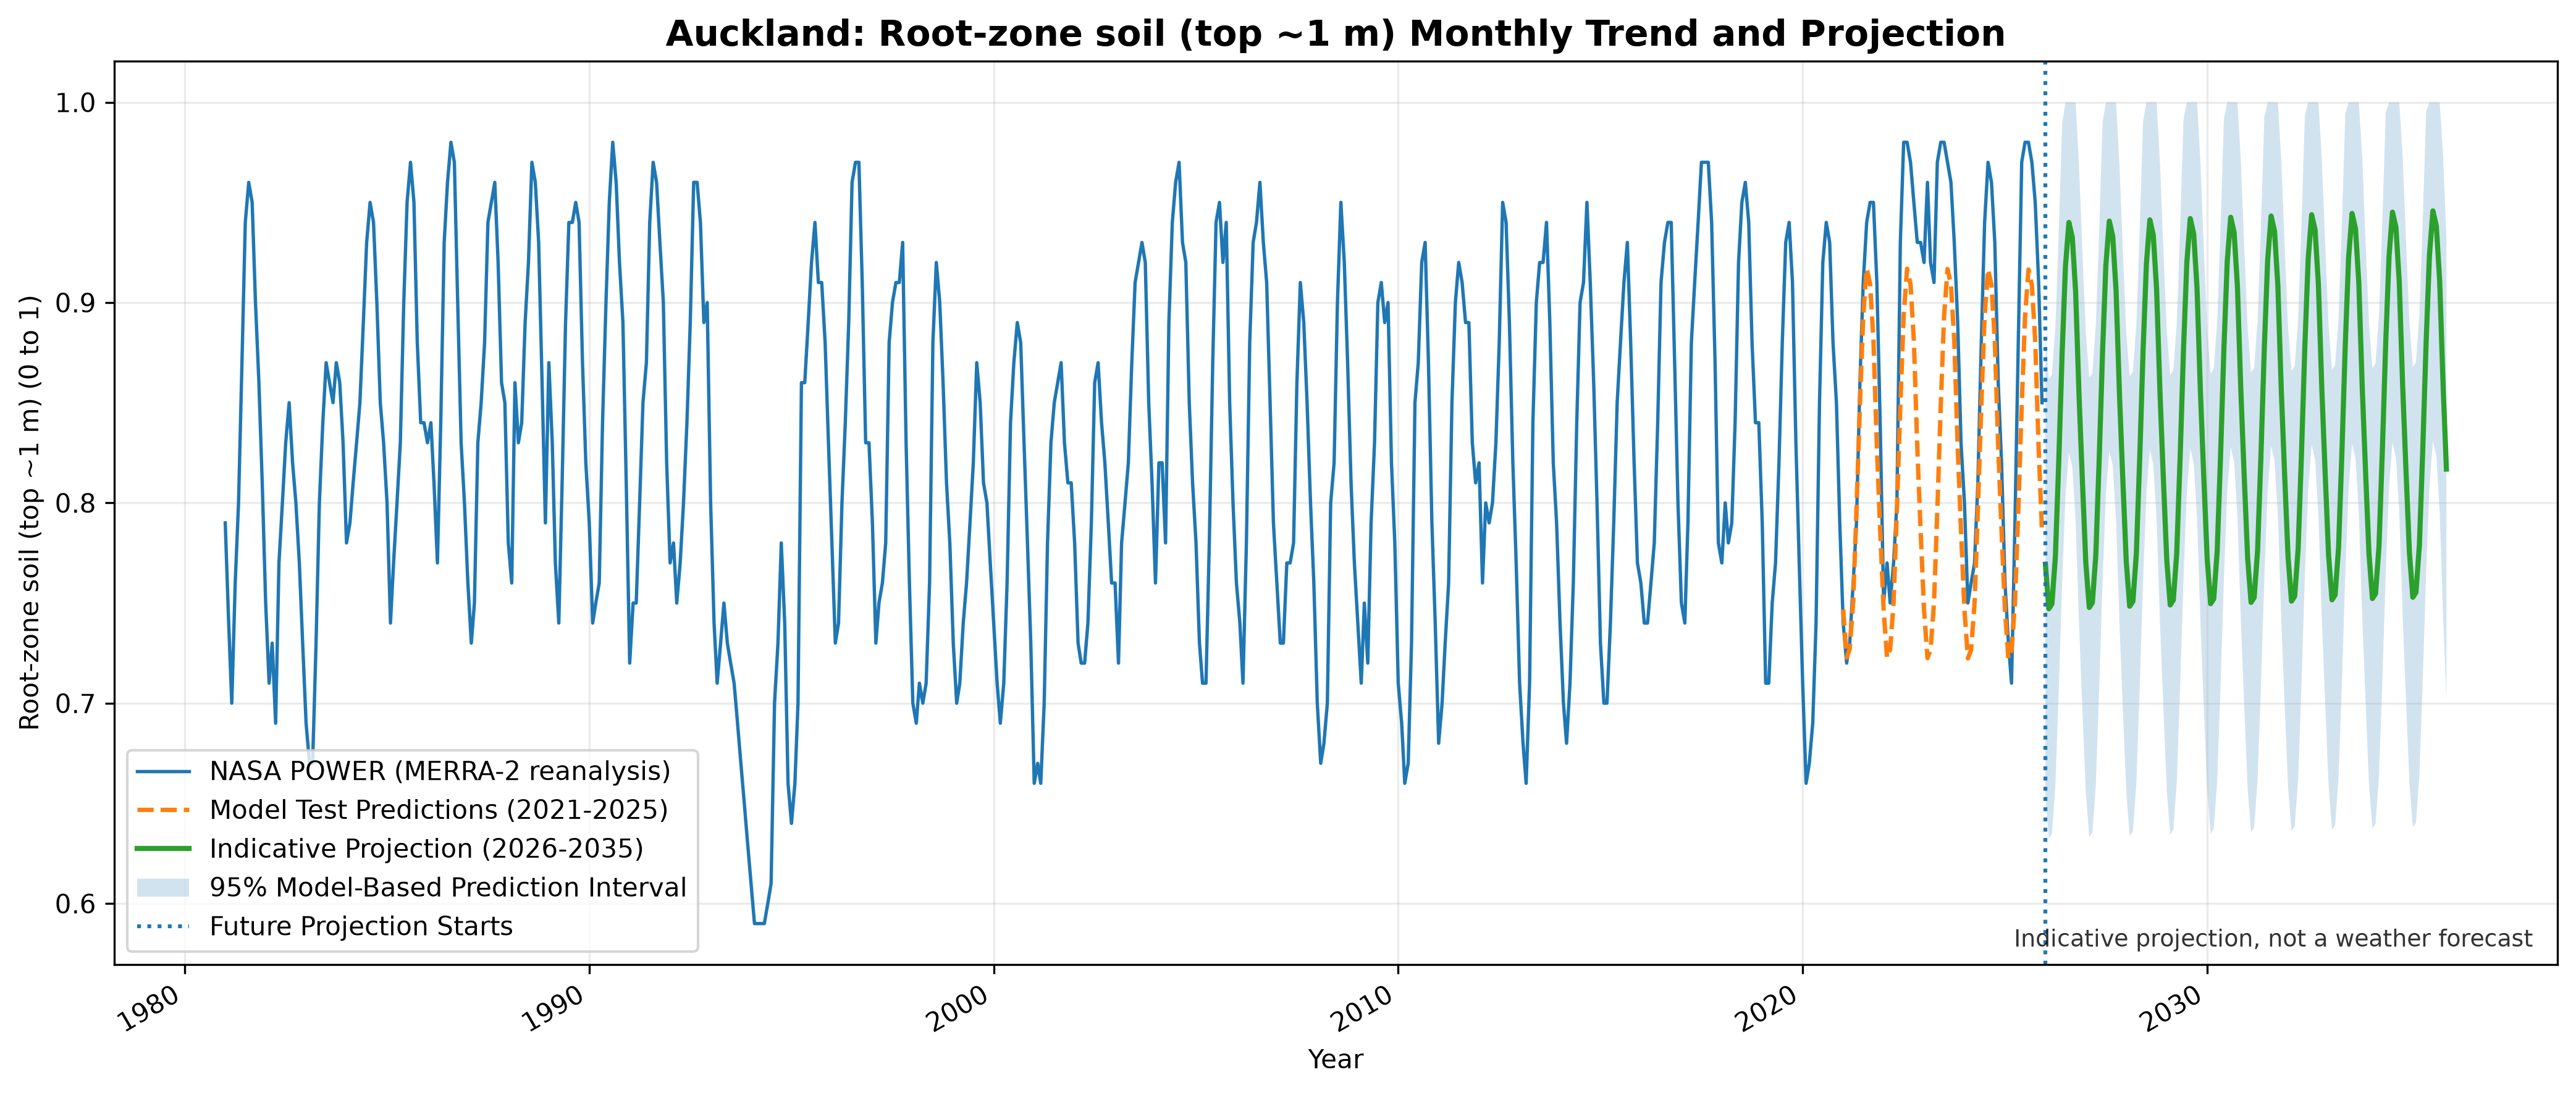 Auckland: Root-zone soil (top ~1 m) Monthly Trend and Projection
Root-zone soil (top ~1 m) (0 to 1)
1.0
0.9
0.8
0.7
0.6
NASA POWER (MERRA-2 reanalysis)
Model Test Predictions (2021-2025)
Indicative Projection (2026-2035)
95% Model-Based Prediction Interval
Future Projection Starts
Indicative projection, not a weather forecast
1980
1990
2000
2010
2020
2030
Year